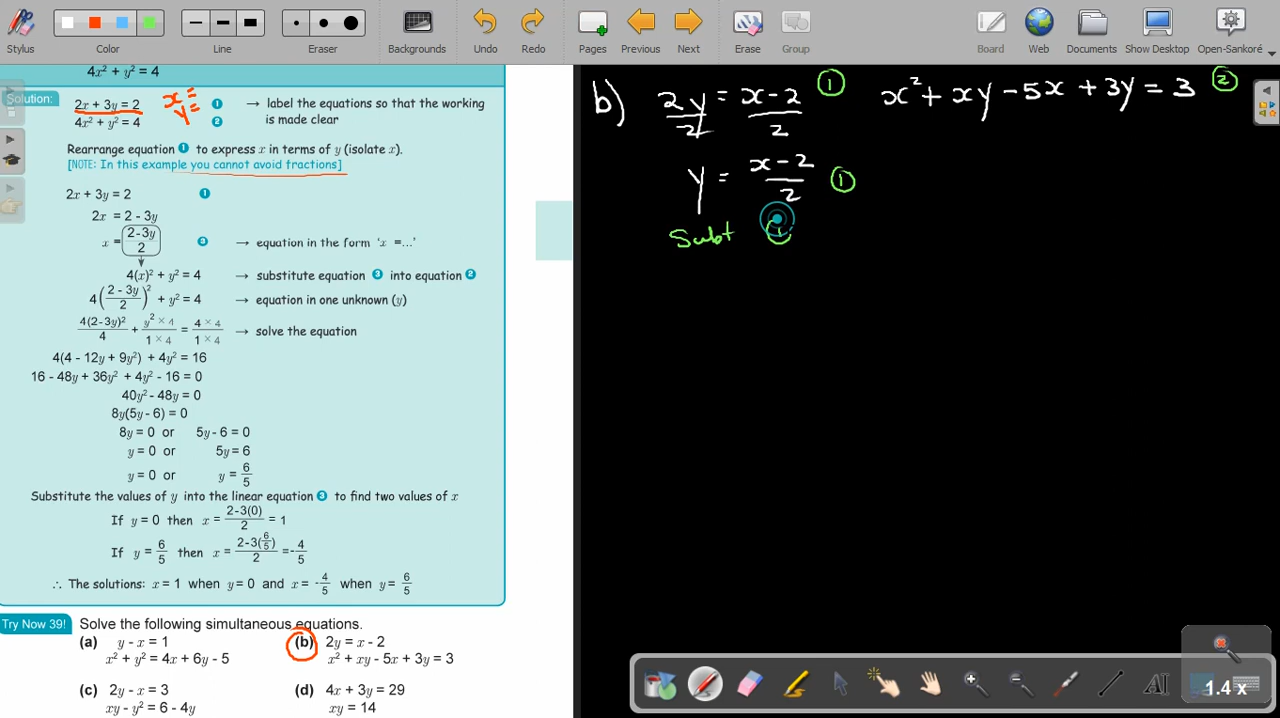 Stylus Color Line Eraser Backgrounds Undo Redo Pages Previous Next Erase Group Board Web Documents Show Desktop Open-Sankoré
4x² + y² = 4
Solution:
2x + 3y = 2 x = ① → label the equations so that the working
4x² + y² = 4 y = ② is made clear
Rearrange equation ① to express x in terms of y (isolate x).
[NOTE: In this example you cannot avoid fractions]
2x + 3y = 2 ①
2x = 2 - 3y
x = (2-3y)/2 ③ → equation in the form ‘x =...’
4(x)² + y² = 4 → substitute equation ③ into equation ②
4((2 - 3y)/2)² + y² = 4 → equation in one unknown (y)
4(2-3y)²/4 + (y² × 4)/(1 × 4) = (4 × 4)/(1 × 4) → solve the equation
4(4 - 12y + 9y²) + 4y² = 16
16 - 48y + 36y² + 4y² - 16 = 0
40y² - 48y = 0
8y(5y - 6) = 0
8y = 0 or 5y - 6 = 0
y = 0 or 5y = 6
y = 0 or y = 6/5
Substitute the values of y into the linear equation ③ to find two values of x
If y = 0 then x = (2-3(0))/2 = 1
If y = 6/5 then x = (2-3(6/5))/2 = -4/5
∴ The solutions: x = 1 when y = 0 and x = -4/5 when y = 6/5
Try Now 39! Solve the following simultaneous equations.
(a) y - x = 1 (b) 2y = x - 2
x² + y² = 4x + 6y - 5 x² + xy - 5x + 3y = 3
(c) 2y - x = 3 (d) 4x + 3y = 29
xy - y² = 6 - 4y xy = 14
b) 2y/2 = (x-2)/2 ① x² + xy - 5x + 3y = 3 ②
y = (x-2)/2 ①
Subt ①
1.4 x